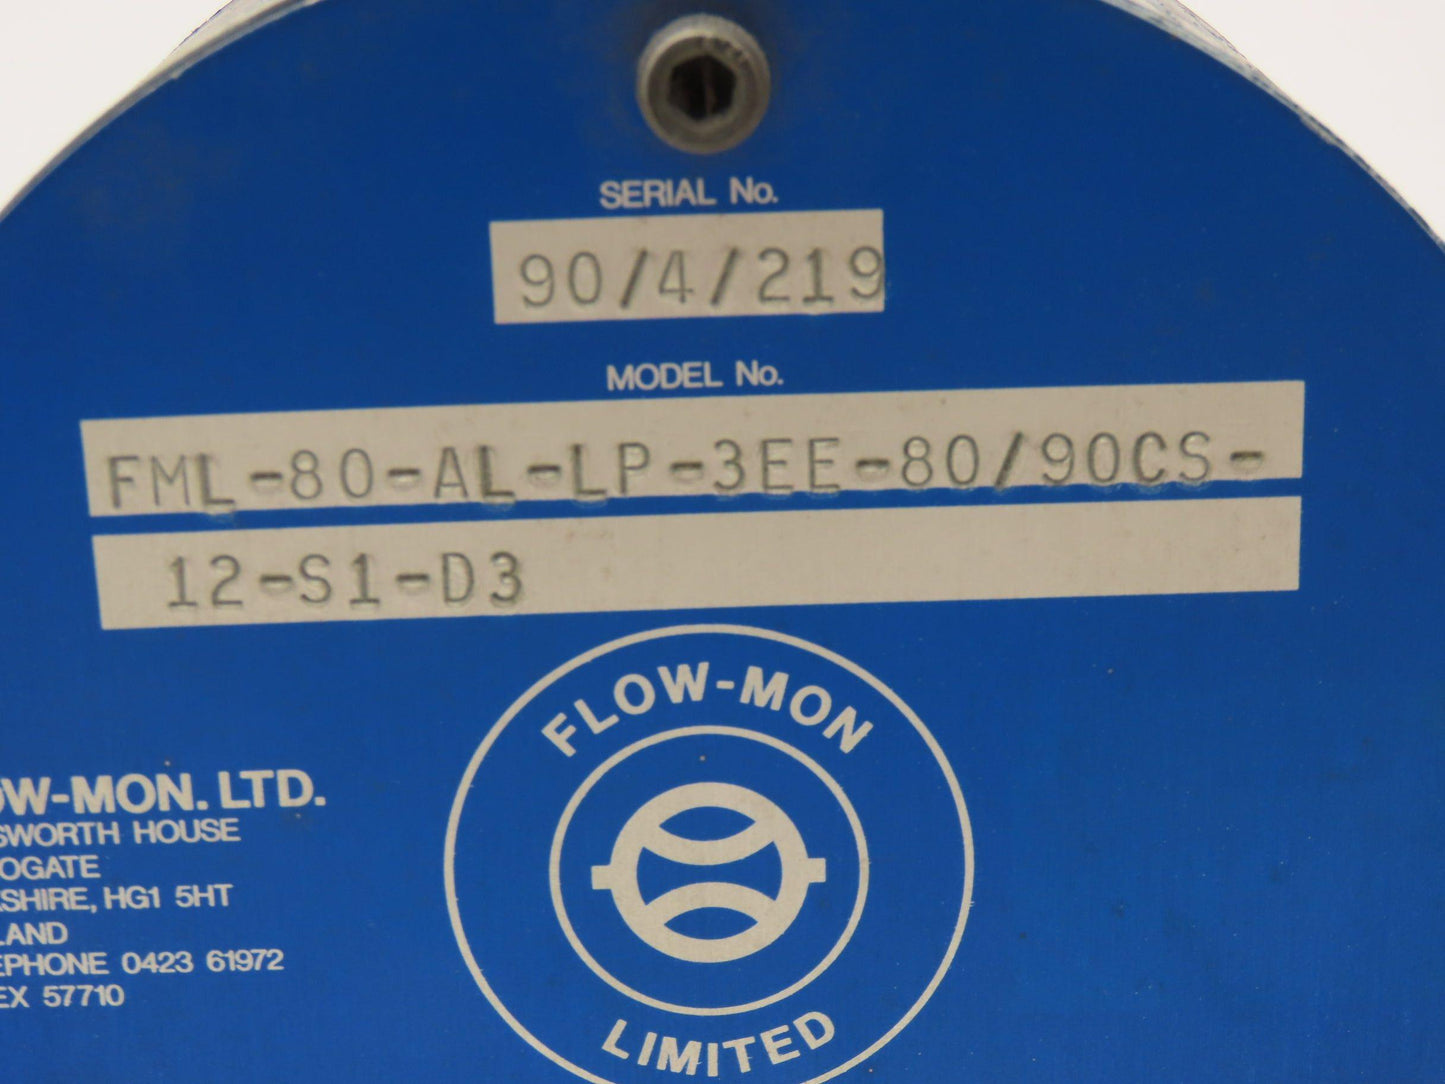 SERIAL No.
90/4/219
MODEL No.
FML-80-AL-LP-3EE-80/90CS-
12-S1-D3
FLOW-MON
LIMITED
OW-MON. LTD.
SWORTH HOUSE
OGATE
SHIRE, HG1 5HT
LAND
EPHONE 0423 61972
EX 57710